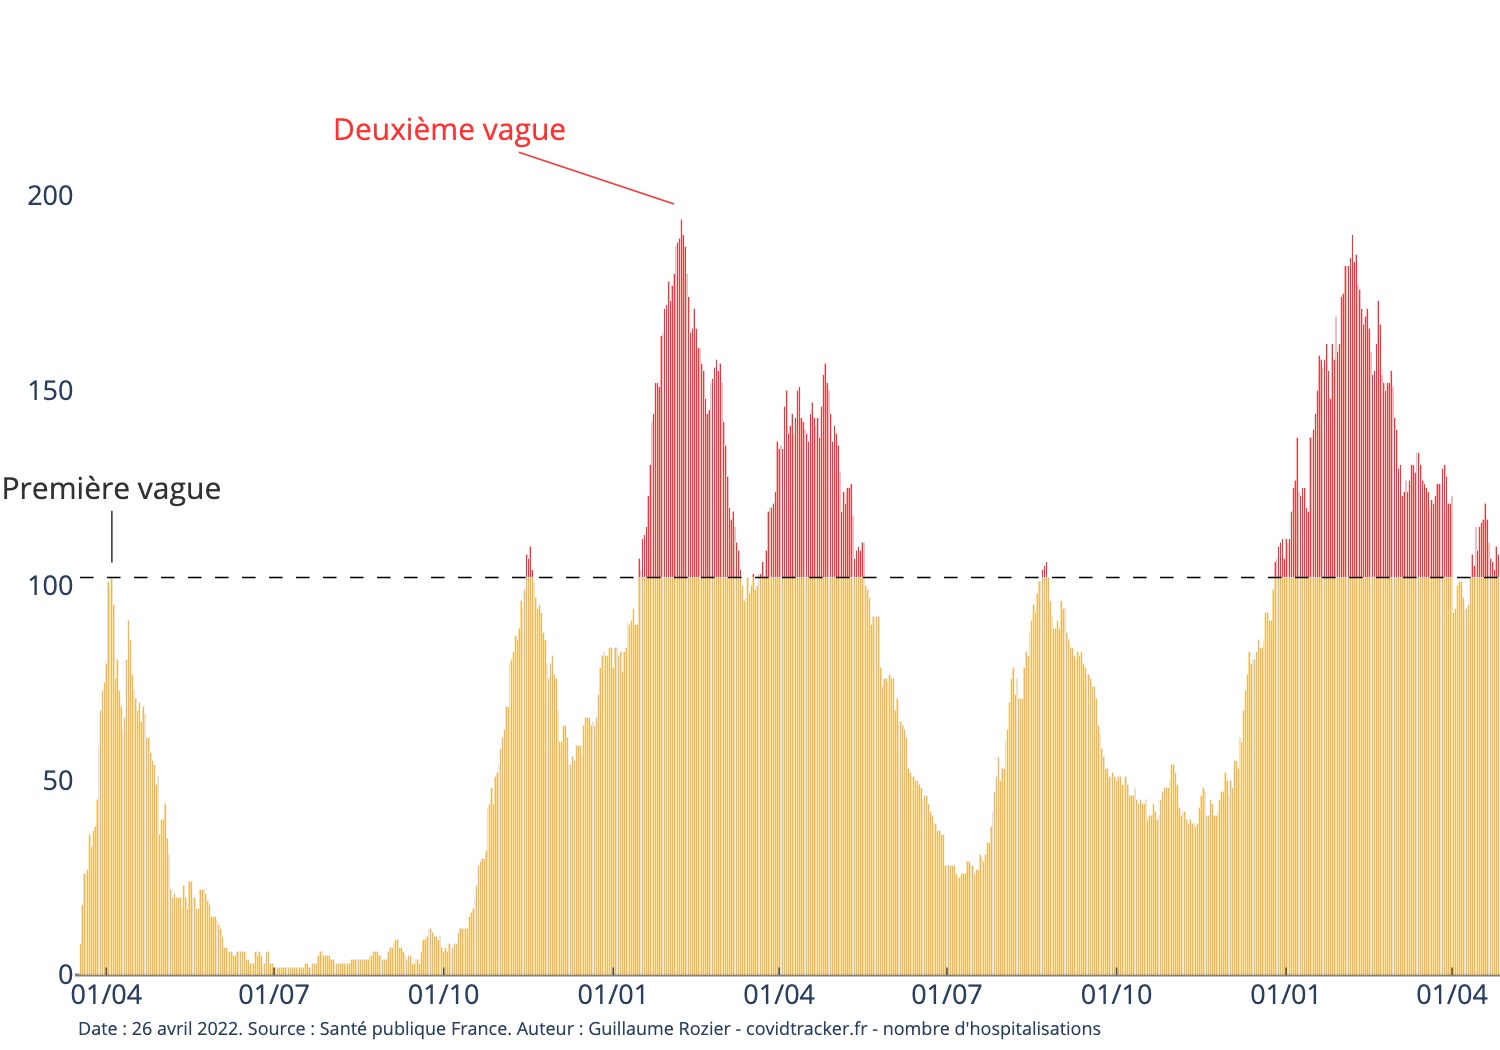 Deuxième vague
200
150
Première vague
100
50
0
01/04 01/07 01/10 01/01 01/04 01/07 01/10 01/01 01/04
Date : 26 avril 2022. Source : Santé publique France. Auteur : Guillaume Rozier - covidtracker.fr - nombre d'hospitalisations